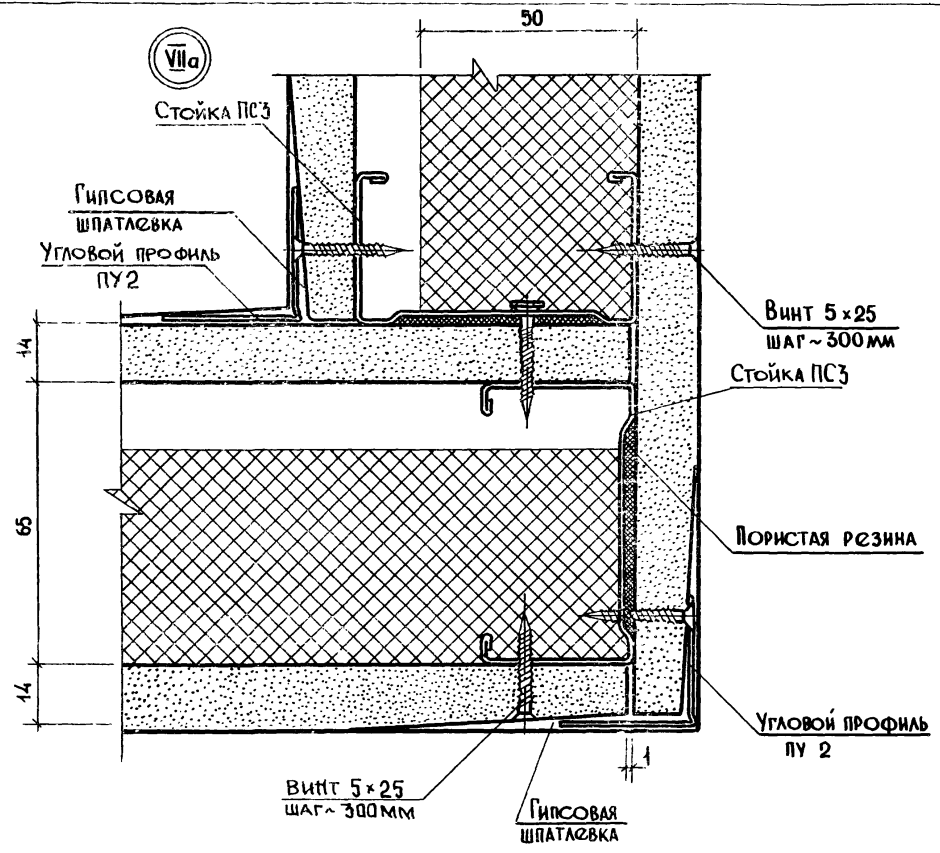 50
VIIа
Стойка ПС3
Гипсовая
шпатлевка
Угловой профиль
ПУ2
Винт 5×25
шаг ~ 300 мм
14
Стойка ПС3
65
Пористая резина
14
Угловой профиль
ПУ 2
1
Винт 5×25
шаг ~ 300 мм
Гипсовая
шпатлевка